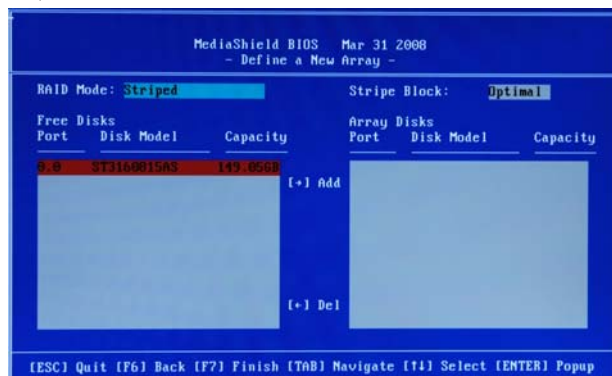 MediaShield BIOS Mar 31 2008
- Define a New Array -
RAID Mode: Striped Stripe Block: Optimal
Free Disks Array Disks
Port Disk Model Capacity Port Disk Model Capacity
0.0 ST3160815AS 149.05GB
[→] Add
[←] Del
[ESC] Quit [F6] Back [F7] Finish [TAB] Navigate [↑↓] Select [ENTER] Popup